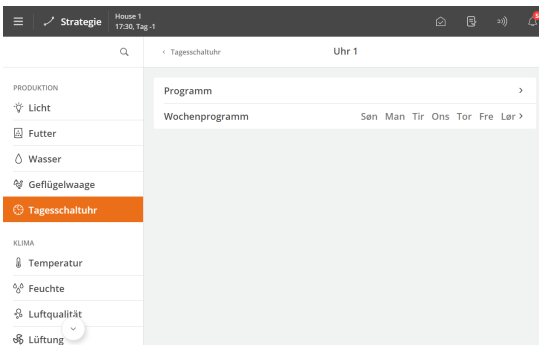 Strategie
House 1
17:30, Tag -1
Tagesschaltuhr
Uhr 1
PRODUKTION
Licht
Futter
Wasser
Geflügelwaage
Tagesschaltuhr
KLIMA
Temperatur
Feuchte
Luftqualität
Lüftung
Programm
Wochenprogramm Søn Man Tir Ons Tor Fre Lør